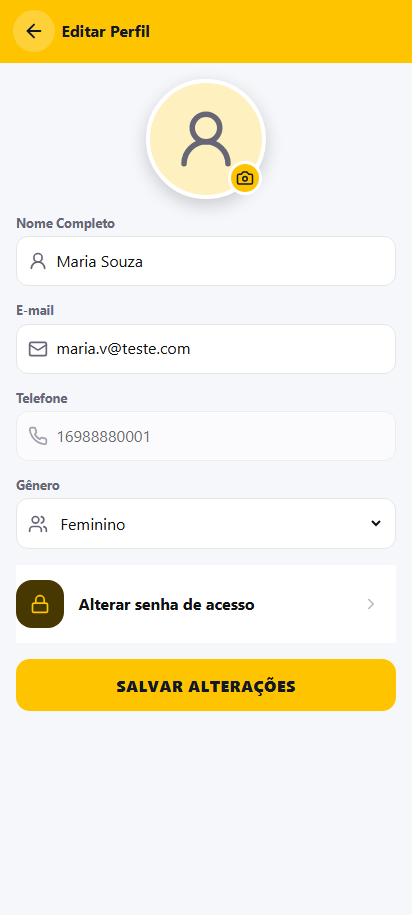 Editar Perfil
Nome Completo
Maria Souza
E-mail
maria.v@teste.com
Telefone
16988880001
Gênero
Feminino
Alterar senha de acesso
SALVAR ALTERAÇÕES